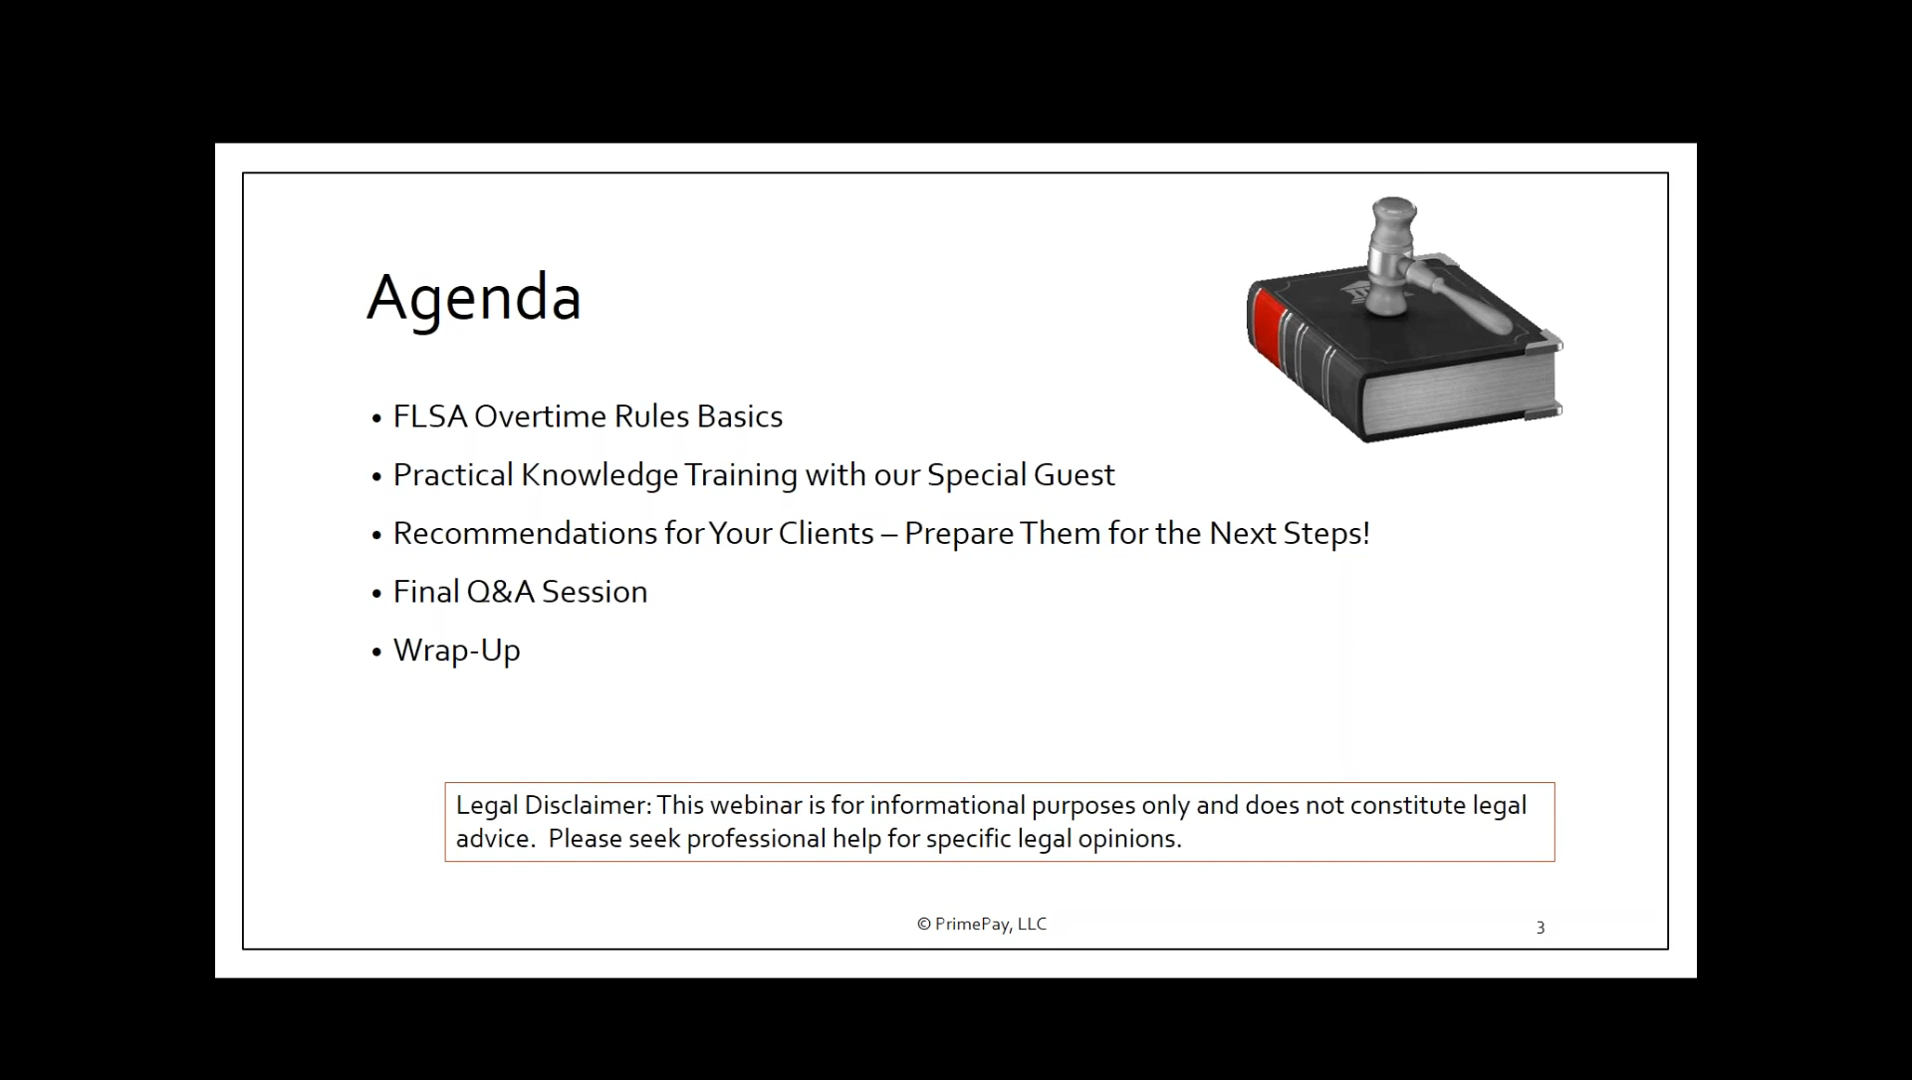 Agenda
• FLSA Overtime Rules Basics
• Practical Knowledge Training with our Special Guest
• Recommendations for Your Clients – Prepare Them for the Next Steps!
• Final Q&A Session
• Wrap-Up
Legal Disclaimer: This webinar is for informational purposes only and does not constitute legal
advice.  Please seek professional help for specific legal opinions.
© PrimePay, LLC
3